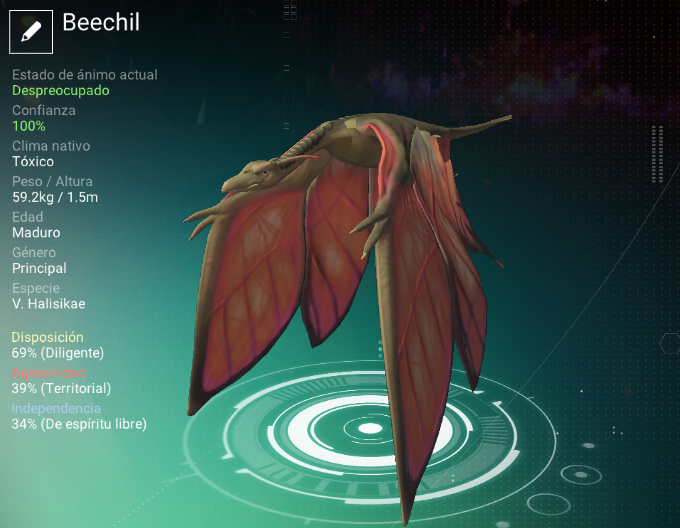 Beechil
Estado de ánimo actual
Despreocupado
Confianza
100%
Clima nativo
Tóxico
Peso / Altura
59.2kg / 1.5m
Edad
Maduro
Género
Principal
Especie
V. Halisikae
Disposición
69% (Diligente)
Agresividad
39% (Territorial)
Independencia
34% (De espíritu libre)